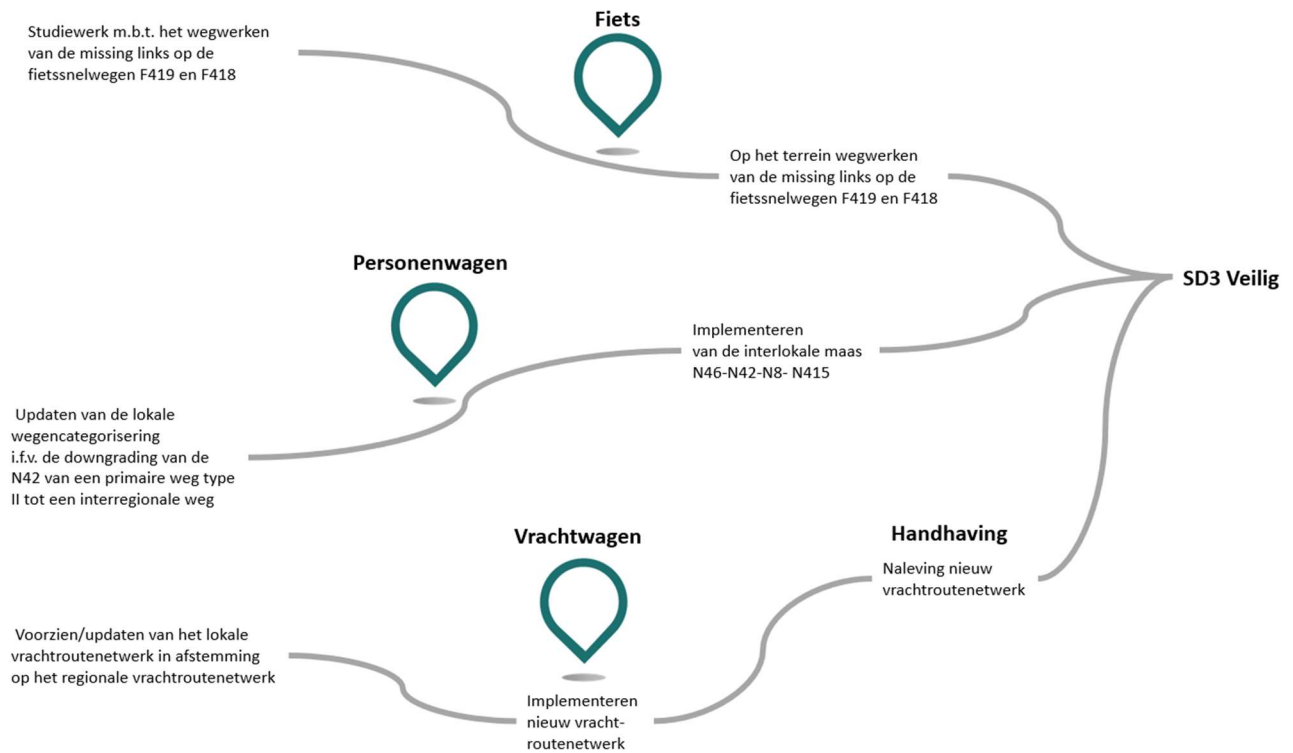 Fiets
Studiewerk m.b.t. het wegwerken
van de missing links op de
fietssnelwegen F419 en F418
Op het terrein wegwerken
van de missing links op de
fietssnelwegen F419 en F418
Personenwagen
SD3 Veilig
Implementeren
van de interlokale maas
N46-N42-N8- N415
Updaten van de lokale
wegencategorisering
i.f.v. de downgrading van de
N42 van een primaire weg type
II tot een interregionale weg
Vrachtwagen
Handhaving
Naleving nieuw
vrachtroutenetwerk
Voorzien/updaten van het lokale
vrachtroutenetwerk in afstemming
op het regionale vrachtroutenetwerk
Implementeren
nieuw vracht-
routenetwerk